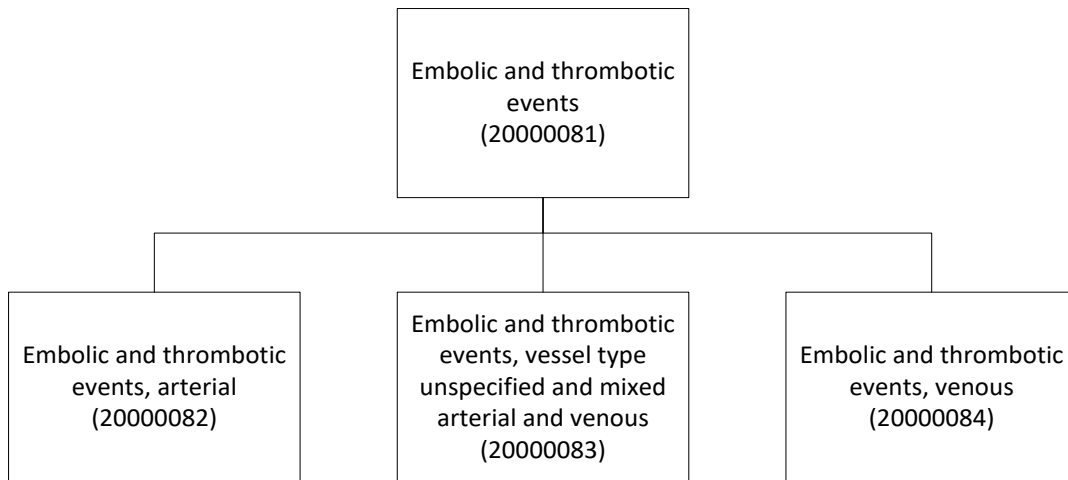 Embolic and thrombotic
events
(20000081)
Embolic and thrombotic
events, arterial
(20000082)
Embolic and thrombotic
events, vessel type
unspecified and mixed
arterial and venous
(20000083)
Embolic and thrombotic
events, venous
(20000084)